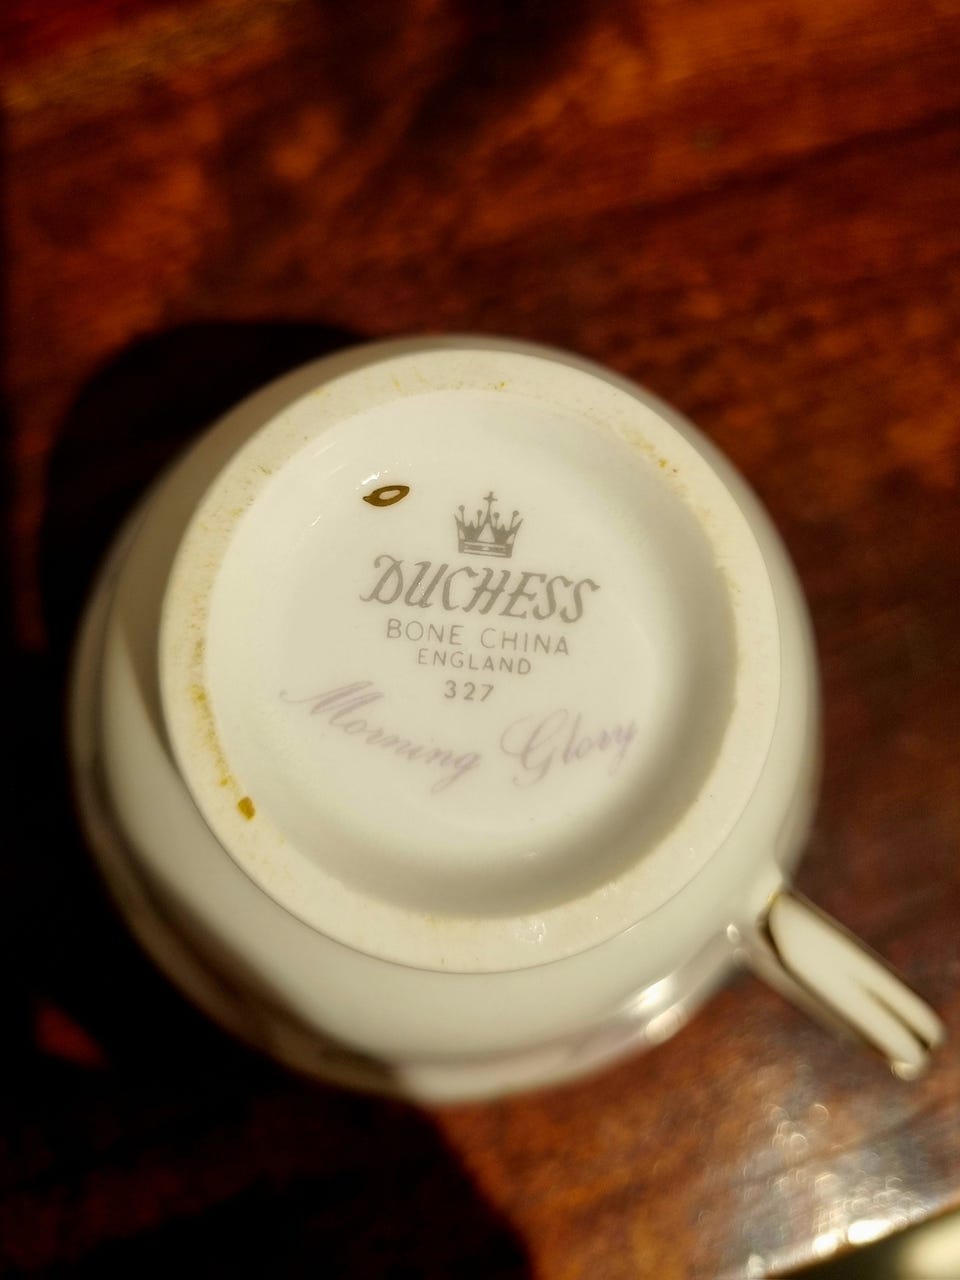 DUCHESS
BONE CHINA
ENGLAND
327
Morning Glory